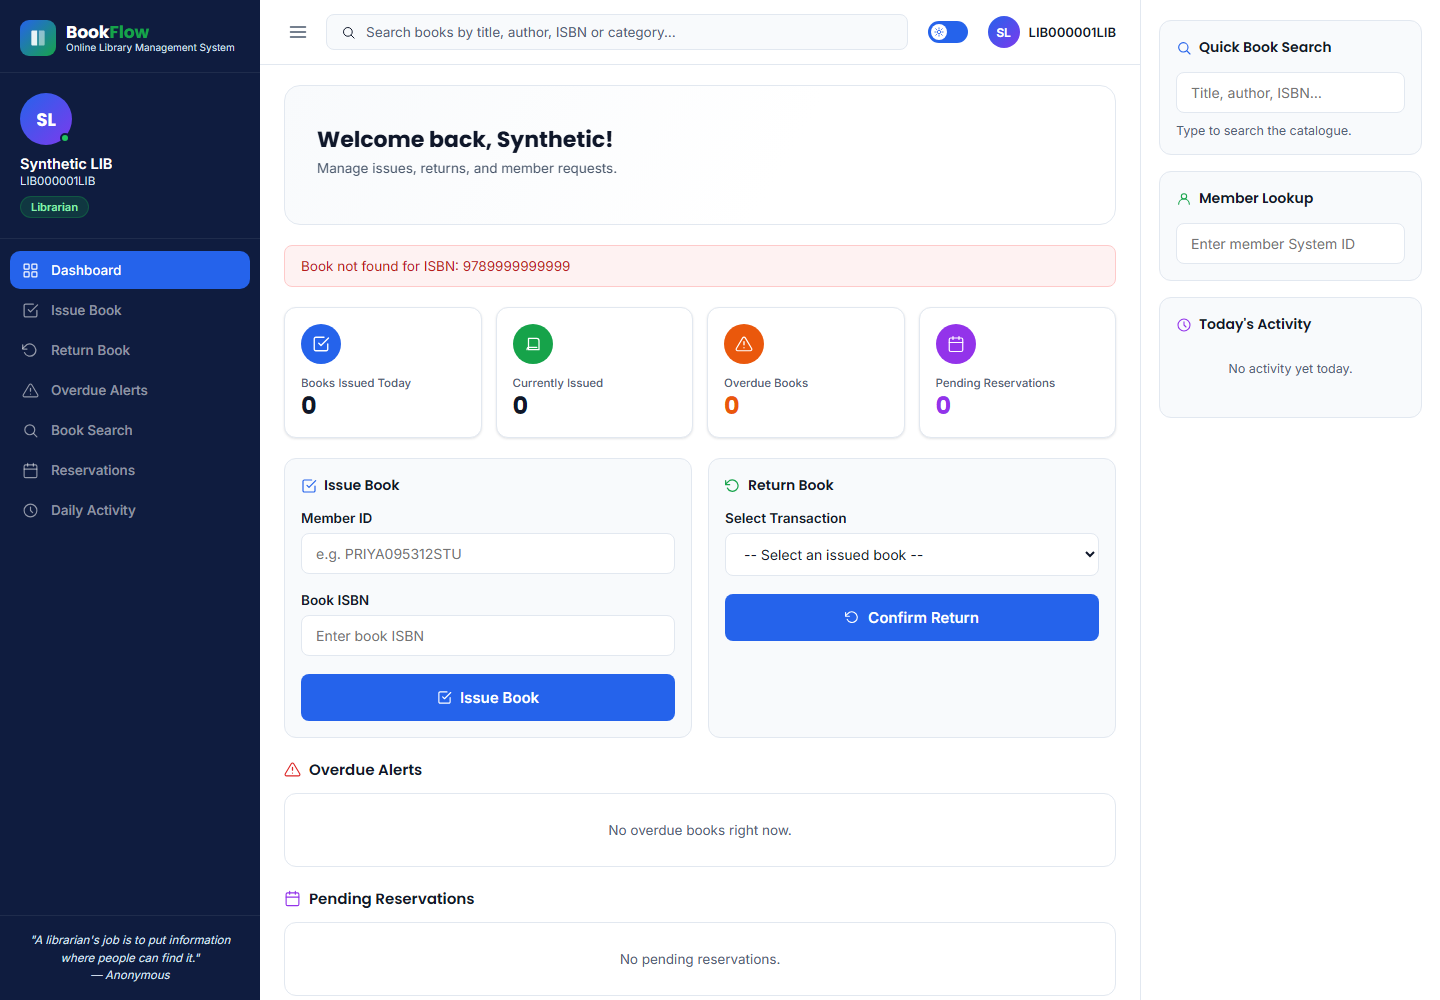 BookFlow
Online Library Management System
SL
Synthetic LIB
LIB000001LIB
Librarian
Dashboard
Issue Book
Return Book
Overdue Alerts
Book Search
Reservations
Daily Activity
"A librarian's job is to put information
where people can find it."
— Anonymous
Search books by title, author, ISBN or category...
SL
LIB000001LIB
Welcome back, Synthetic!
Manage issues, returns, and member requests.
Book not found for ISBN: 9789999999999
Books Issued Today
0
Currently Issued
0
Overdue Books
0
Pending Reservations
0
Issue Book
Member ID
e.g. PRIYA095312STU
Book ISBN
Enter book ISBN
Issue Book
Return Book
Select Transaction
-- Select an issued book --
Confirm Return
Overdue Alerts
No overdue books right now.
Pending Reservations
No pending reservations.
Quick Book Search
Title, author, ISBN...
Type to search the catalogue.
Member Lookup
Enter member System ID
Today's Activity
No activity yet today.